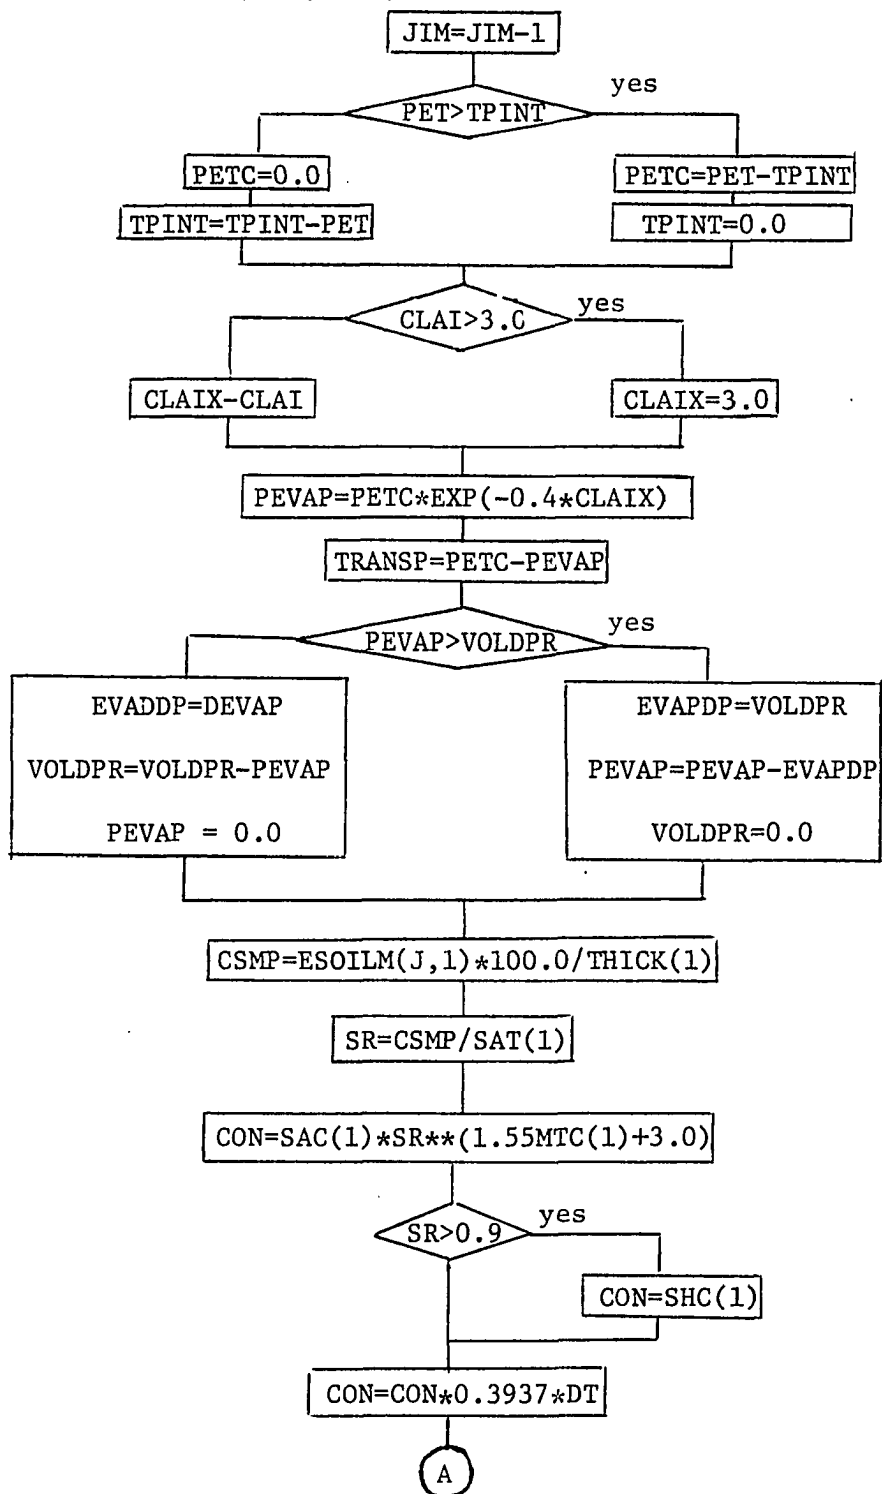 JIM=JIM-1
PET>TPINT
yes
PETC=0.0
PETC=PET-TPINT
TPINT=TPINT-PET
TPINT=0.0
CLAI>3.0
yes
CLAIX-CLAI
CLAIX=3.0
PEVAP=PETC*EXP(-0.4*CLAIX)
TRANSP=PETC-PEVAP
PEVAP>VOLDPR
yes
EVADDP=DEVAP
EVAPDP=VOLDPR
VOLDPR=VOLDPR-PEVAP
PEVAP=PEVAP-EVAPDP
PEVAP = 0.0
VOLDPR=0.0
CSMP=ESOILM(J,1)*100.0/THICK(1)
SR=CSMP/SAT(1)
CON=SAC(1)*SR**(1.55MTC(1)+3.0)
SR>0.9
yes
CON=SHC(1)
CON=CON*0.3937*DT
A